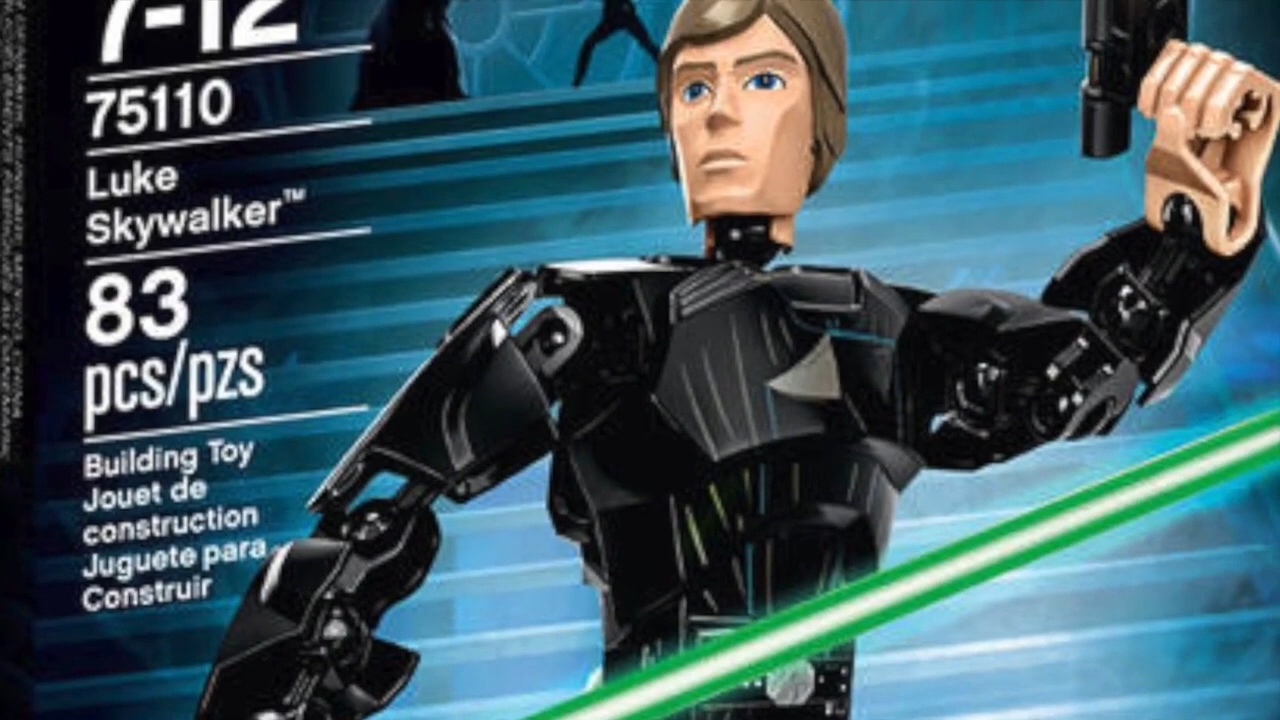 7-12
75110
Luke
Skywalker™
83
pcs/pzs
Building Toy
Jouet de
construction
Juguete para
Construir